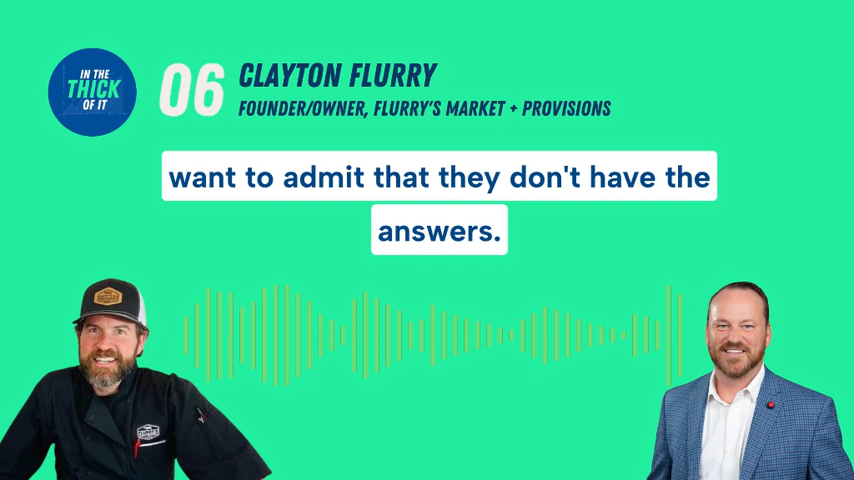 IN THE
THICK
OF IT
06
CLAYTON FLURRY
FOUNDER/OWNER, FLURRY'S MARKET + PROVISIONS
want to admit that they don't have the
answers.